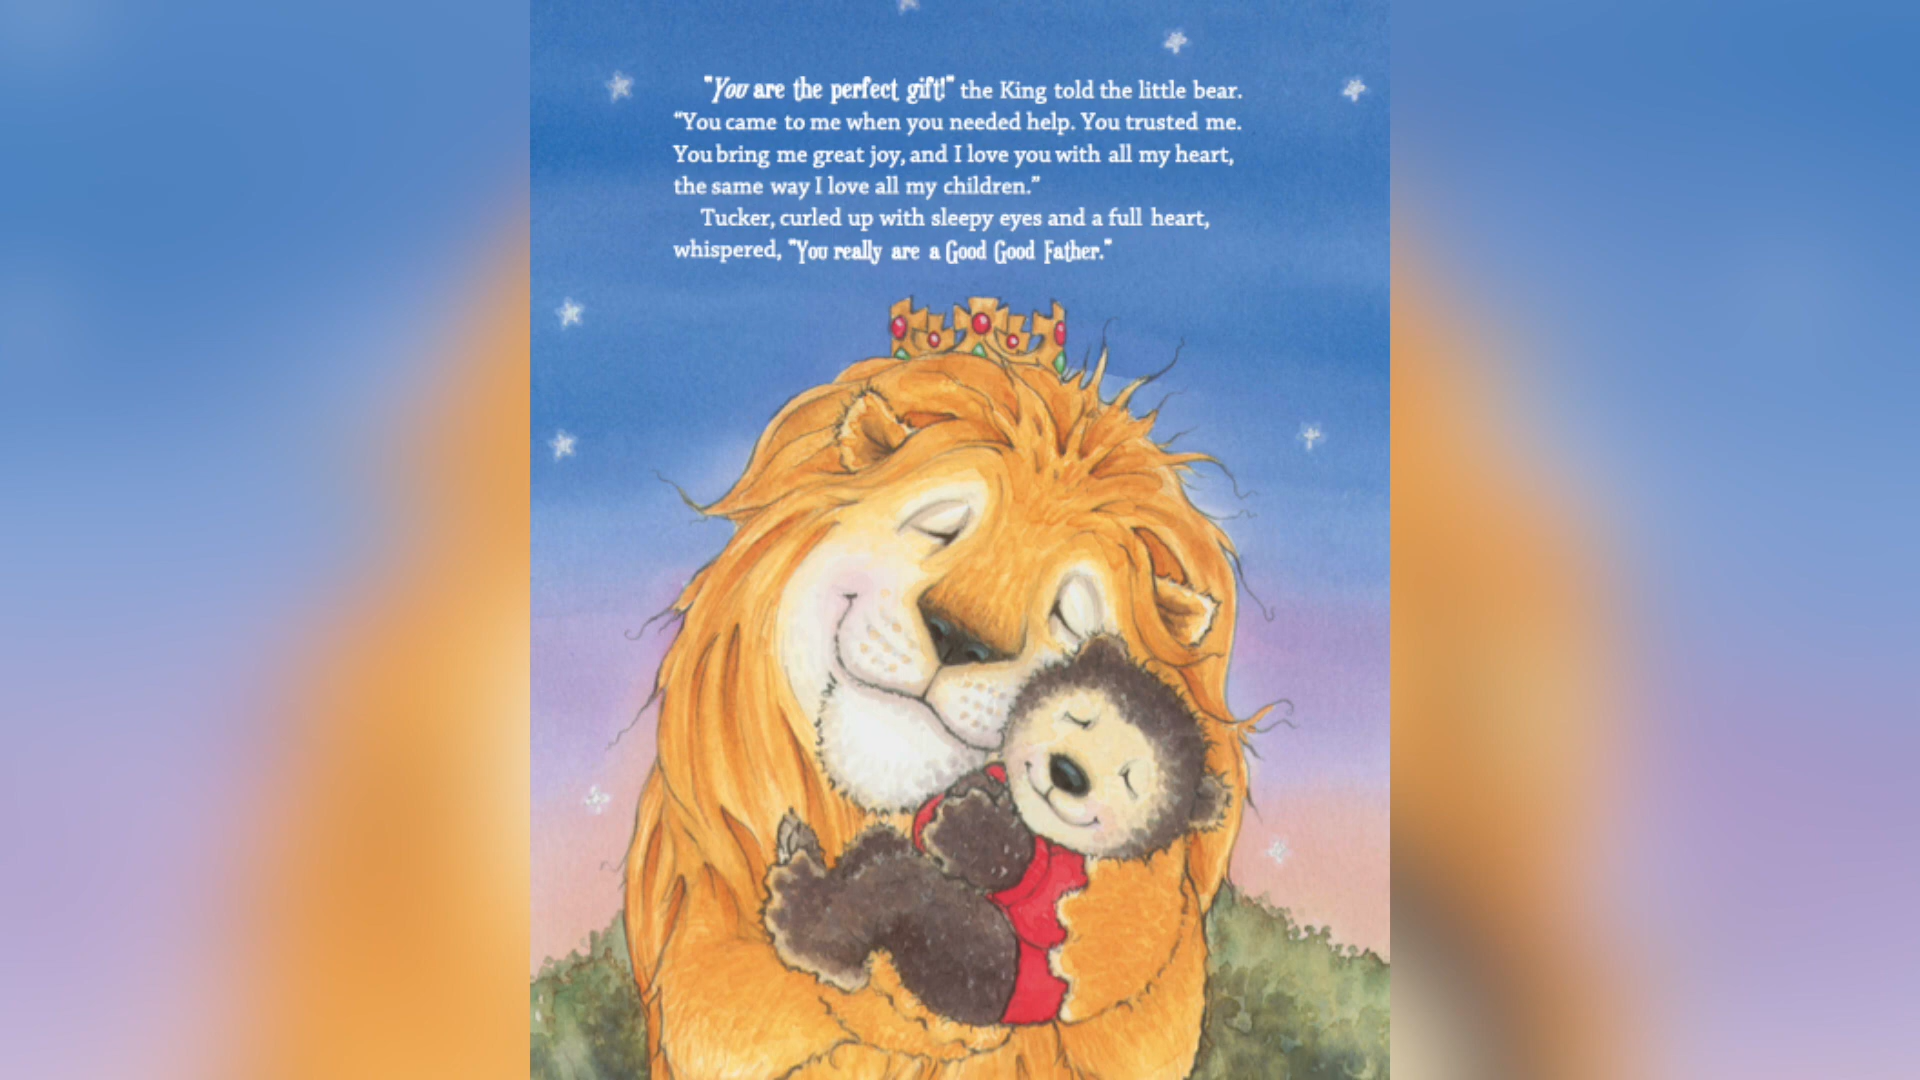 "You are the perfect gift!" the King told the little bear.
“You came to me when you needed help. You trusted me.
You bring me great joy, and I love you with all my heart,
the same way I love all my children.”
Tucker, curled up with sleepy eyes and a full heart,
whispered, "You really are a Good Good Father."